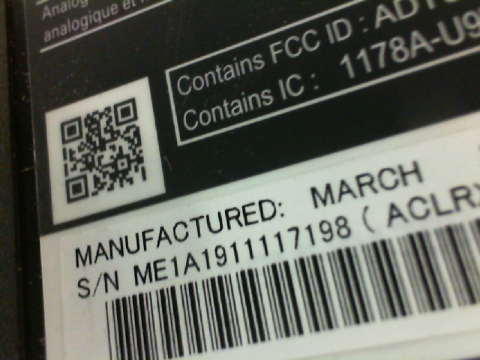 Analog
analogique et
Contains FCC ID : AD
Contains IC : 1178A-U9
MANUFACTURED: MARCH
S/N ME1A1911117198 ( ACLR